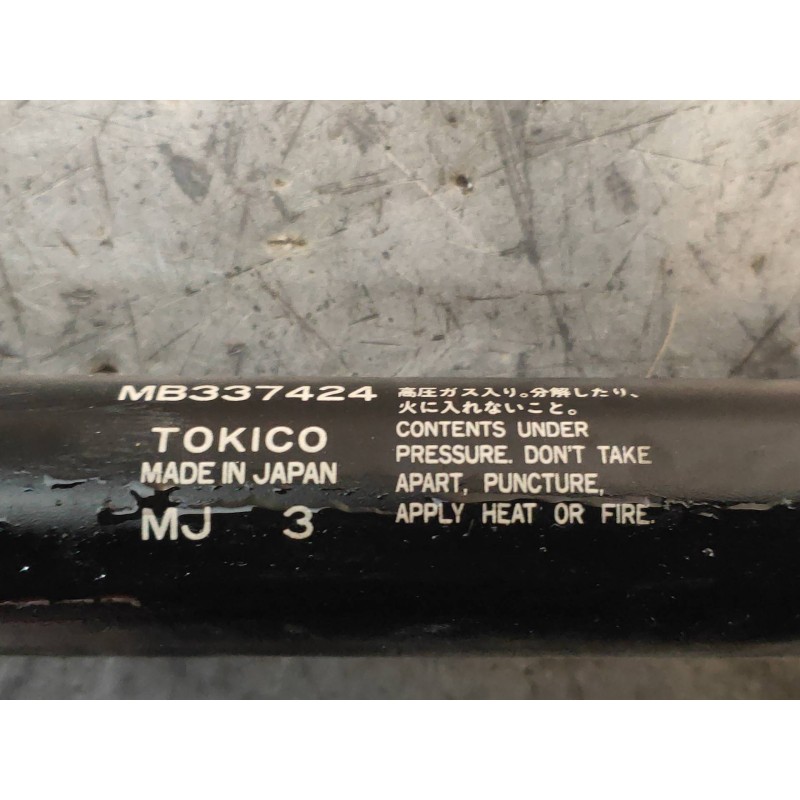 MB337424
TOKICO
MADE IN JAPAN
MJ 3
高圧ガス入り。分解したり、
火に入れないこと。
CONTENTS UNDER
PRESSURE. DON'T TAKE
APART, PUNCTURE,
APPLY HEAT OR FIRE.